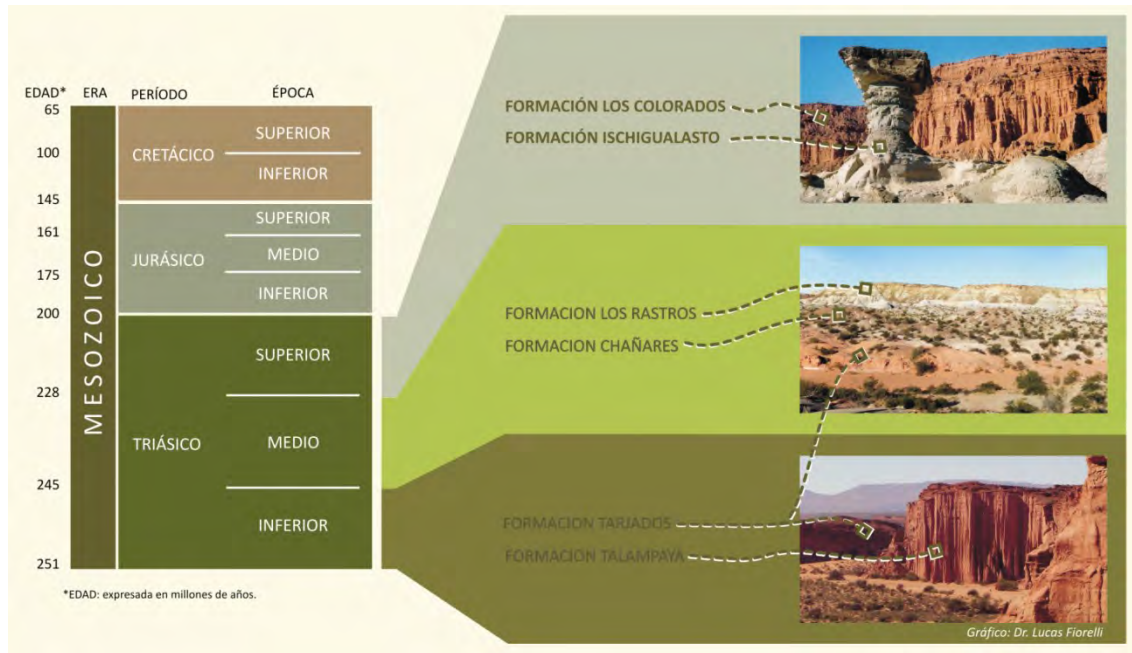 EDAD* ERA PERÍODO ÉPOCA
65
100
145
161
175
200
228
245
251
MESOZOICO
CRETÁCICO
SUPERIOR
INFERIOR
JURÁSICO
SUPERIOR
MEDIO
INFERIOR
TRIÁSICO
SUPERIOR
MEDIO
INFERIOR
*EDAD: expresada en millones de años.
FORMACIÓN LOS COLORADOS
FORMACIÓN ISCHIGUALASTO
FORMACION LOS RASTROS
FORMACION CHAÑARES
FORMACION TARJADOS
FORMACION TALAMPAYA
Gráfico: Dr. Lucas Fiorelli